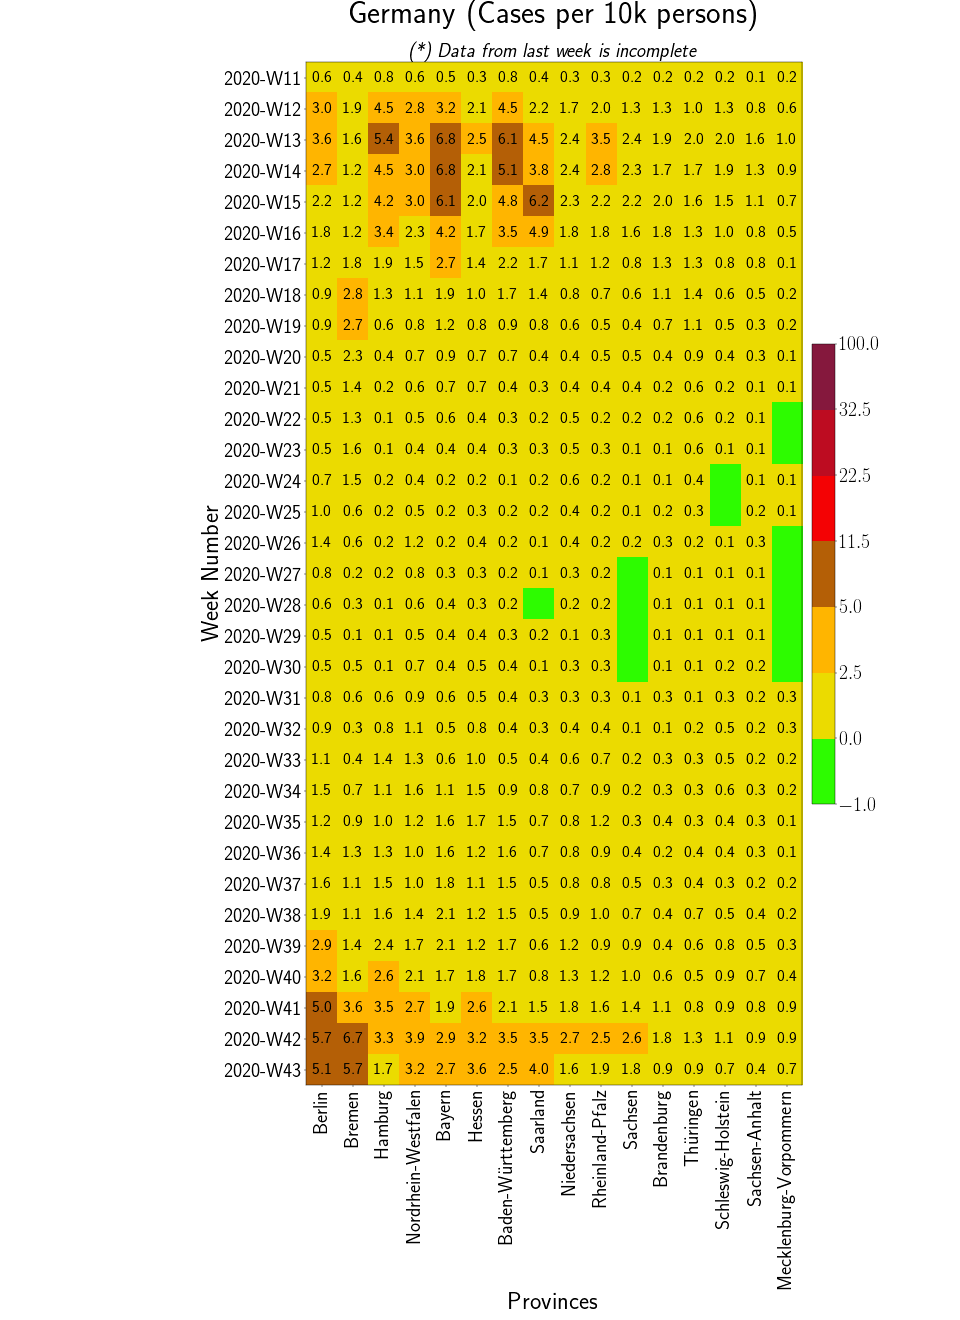 Germany (Cases per 10k persons)
(*) Data from last week is incomplete
2020-W11 0.6 0.4 0.8 0.6 0.5 0.3 0.8 0.4 0.3 0.3 0.2 0.2 0.2 0.2 0.1 0.2
2020-W12 3.0 1.9 4.5 2.8 3.2 2.1 4.5 2.2 1.7 2.0 1.3 1.3 1.0 1.3 0.8 0.6
2020-W13 3.6 1.6 5.4 3.6 6.8 2.5 6.1 4.5 2.4 3.5 2.4 1.9 2.0 2.0 1.6 1.0
2020-W14 2.7 1.2 4.5 3.0 6.8 2.1 5.1 3.8 2.4 2.8 2.3 1.7 1.7 1.9 1.3 0.9
2020-W15 2.2 1.2 4.2 3.0 6.1 2.0 4.8 6.2 2.3 2.2 2.2 2.0 1.6 1.5 1.1 0.7
2020-W16 1.8 1.2 3.4 2.3 4.2 1.7 3.5 4.9 1.8 1.8 1.6 1.8 1.3 1.0 0.8 0.5
2020-W17 1.2 1.8 1.9 1.5 2.7 1.4 2.2 1.7 1.1 1.2 0.8 1.3 1.3 0.8 0.8 0.1
2020-W18 0.9 2.8 1.3 1.1 1.9 1.0 1.7 1.4 0.8 0.7 0.6 1.1 1.4 0.6 0.5 0.2
2020-W19 0.9 2.7 0.6 0.8 1.2 0.8 0.9 0.8 0.6 0.5 0.4 0.7 1.1 0.5 0.3 0.2
2020-W20 0.5 2.3 0.4 0.7 0.9 0.7 0.7 0.4 0.4 0.5 0.5 0.4 0.9 0.4 0.3 0.1
2020-W21 0.5 1.4 0.2 0.6 0.7 0.7 0.4 0.3 0.4 0.4 0.4 0.2 0.6 0.2 0.1 0.1
2020-W22 0.5 1.3 0.1 0.5 0.6 0.4 0.3 0.2 0.5 0.2 0.2 0.2 0.6 0.2 0.1
2020-W23 0.5 1.6 0.1 0.4 0.4 0.4 0.3 0.3 0.5 0.3 0.1 0.1 0.6 0.1 0.1
2020-W24 0.7 1.5 0.2 0.4 0.2 0.2 0.1 0.2 0.6 0.2 0.1 0.1 0.4 0.1 0.1
2020-W25 1.0 0.6 0.2 0.5 0.2 0.3 0.2 0.2 0.4 0.2 0.1 0.2 0.3 0.2 0.1
2020-W26 1.4 0.6 0.2 1.2 0.2 0.4 0.2 0.1 0.4 0.2 0.2 0.3 0.2 0.1 0.3
2020-W27 0.8 0.2 0.2 0.8 0.3 0.3 0.2 0.1 0.3 0.2 0.1 0.1 0.1 0.1
2020-W28 0.6 0.3 0.1 0.6 0.4 0.3 0.2 0.2 0.2 0.1 0.1 0.1 0.1
2020-W29 0.5 0.1 0.1 0.5 0.4 0.4 0.3 0.2 0.1 0.3 0.1 0.1 0.1 0.1
2020-W30 0.5 0.5 0.1 0.7 0.4 0.5 0.4 0.1 0.3 0.3 0.1 0.1 0.2 0.2
2020-W31 0.8 0.6 0.6 0.9 0.6 0.5 0.4 0.3 0.3 0.3 0.1 0.3 0.1 0.3 0.2 0.3
2020-W32 0.9 0.3 0.8 1.1 0.5 0.8 0.4 0.3 0.4 0.4 0.1 0.1 0.2 0.5 0.2 0.3
2020-W33 1.1 0.4 1.4 1.3 0.6 1.0 0.5 0.4 0.6 0.7 0.2 0.3 0.3 0.5 0.2 0.2
2020-W34 1.5 0.7 1.1 1.6 1.1 1.5 0.9 0.8 0.7 0.9 0.2 0.3 0.3 0.6 0.3 0.2
2020-W35 1.2 0.9 1.0 1.2 1.6 1.7 1.5 0.7 0.8 1.2 0.3 0.4 0.3 0.4 0.3 0.1
2020-W36 1.4 1.3 1.3 1.0 1.6 1.2 1.6 0.7 0.8 0.9 0.4 0.2 0.4 0.4 0.3 0.1
2020-W37 1.6 1.1 1.5 1.0 1.8 1.1 1.5 0.5 0.8 0.8 0.5 0.3 0.4 0.3 0.2 0.2
2020-W38 1.9 1.1 1.6 1.4 2.1 1.2 1.5 0.5 0.9 1.0 0.7 0.4 0.7 0.5 0.4 0.2
2020-W39 2.9 1.4 2.4 1.7 2.1 1.2 1.7 0.6 1.2 0.9 0.9 0.4 0.6 0.8 0.5 0.3
2020-W40 3.2 1.6 2.6 2.1 1.7 1.8 1.7 0.8 1.3 1.2 1.0 0.6 0.5 0.9 0.7 0.4
2020-W41 5.0 3.6 3.5 2.7 1.9 2.6 2.1 1.5 1.8 1.6 1.4 1.1 0.8 0.9 0.8 0.9
2020-W42 5.7 6.7 3.3 3.9 2.9 3.2 3.5 3.5 2.7 2.5 2.6 1.8 1.3 1.1 0.9 0.9
2020-W43 5.1 5.7 1.7 3.2 2.7 3.6 2.5 4.0 1.6 1.9 1.8 0.9 0.9 0.7 0.4 0.7
Week Number
Berlin
Bremen
Hamburg
Nordrhein-Westfalen
Bayern
Hessen
Baden-Württemberg
Saarland
Niedersachsen
Rheinland-Pfalz
Sachsen
Brandenburg
Thüringen
Schleswig-Holstein
Sachsen-Anhalt
Mecklenburg-Vorpommern
Provinces
100.0
32.5
22.5
11.5
5.0
2.5
0.0
−1.0